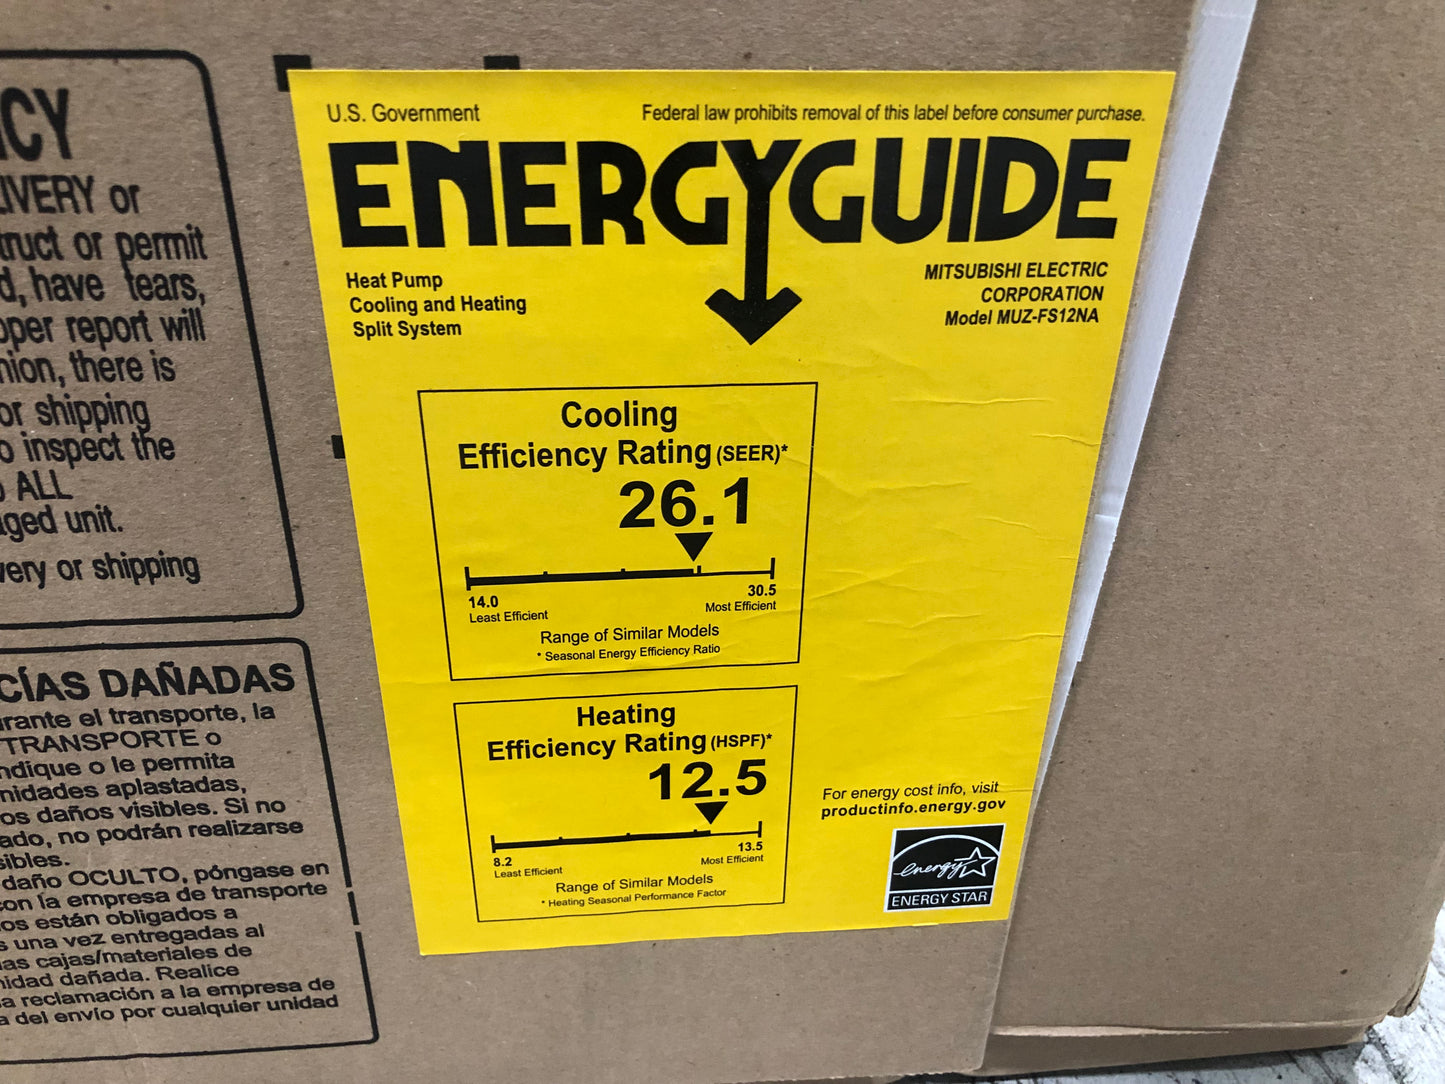 CY
LIVERY or
truct or permit
d, have tears,
oper report will
nion, there is
or shipping
o inspect the
ALL
aged unit.
very or shipping
CÍAS DAÑADAS
urante el transporte, la
TRANSPORTE o
ndique o le permita
nidades aplastadas,
os daños visibles. Si no
ado, no podrán realizarse
sibles.
daño OCULTO, póngase en
con la empresa de transporte
os están obligados a
s una vez entregadas al
las cajas/materiales de
nidad dañada. Realice
a reclamación a la empresa de
a del envío por cualquier unidad
U.S. Government
Federal law prohibits removal of this label before consumer purchase.
ENERGYGUIDE
Heat Pump
Cooling and Heating
Split System
MITSUBISHI ELECTRIC
CORPORATION
Model MUZ-FS12NA
Cooling
Efficiency Rating (SEER)*
26.1
14.0
30.5
Least Efficient
Most Efficient
Range of Similar Models
* Seasonal Energy Efficiency Ratio
Heating
Efficiency Rating (HSPF)*
12.5
8.2
13.5
Least Efficient
Most Efficient
Range of Similar Models
* Heating Seasonal Performance Factor
For energy cost info, visit
productinfo.energy.gov
energy
ENERGY STAR